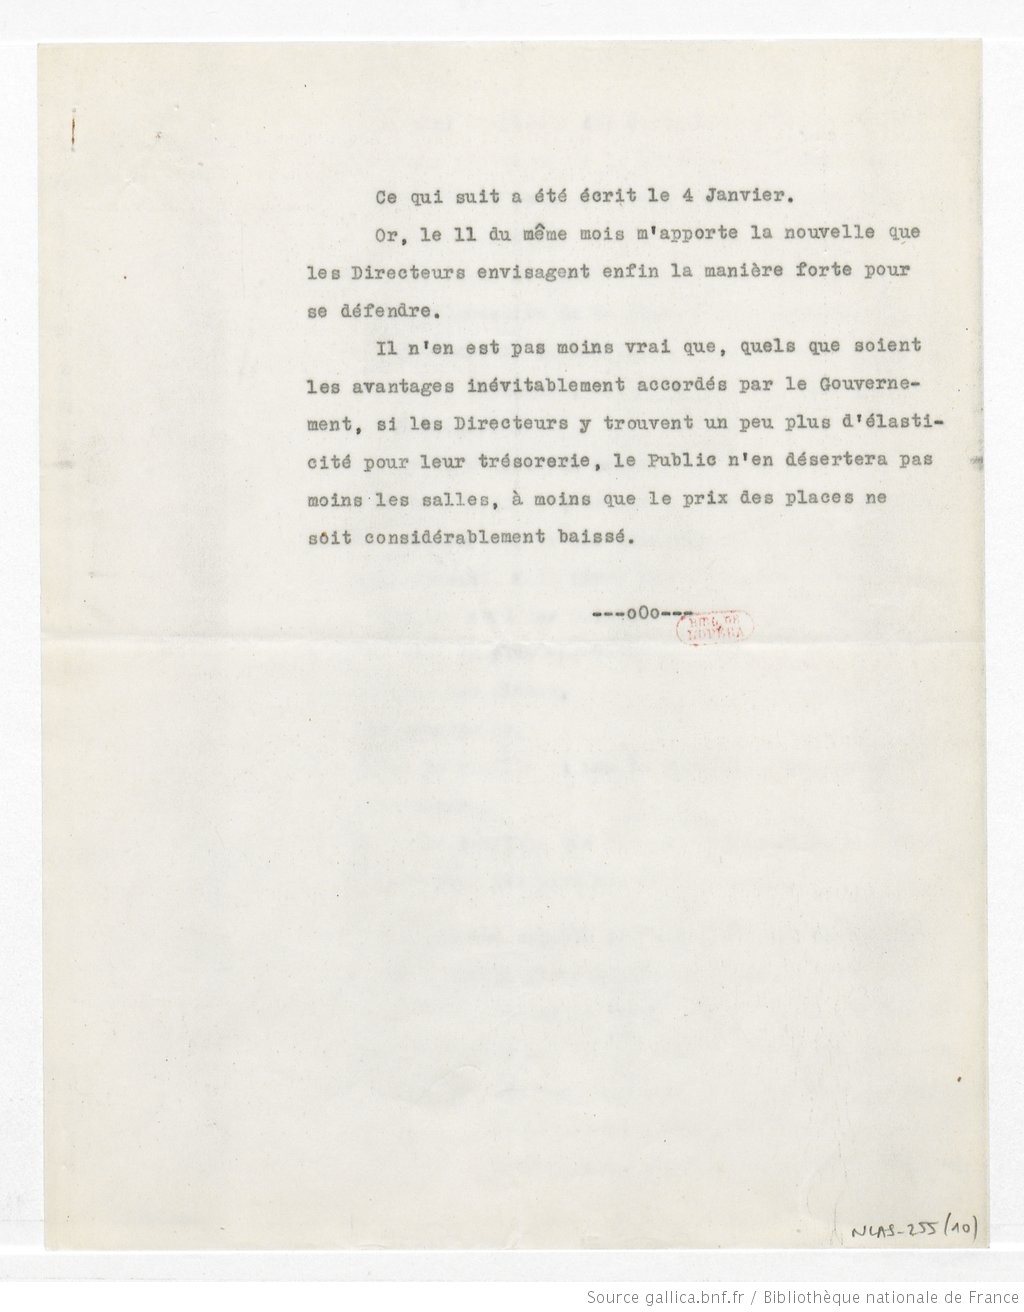 Ce qui suit a été écrit le 4 Janvier.
Or, le 11 du même mois m'apporte la nouvelle que
les Directeurs envisagent enfin la manière forte pour
se défendre.
Il n'en est pas moins vrai que, quels que soient
les avantages inévitablement accordés par le Gouverne-
ment, si les Directeurs y trouvent un peu plus d'élasti-
cité pour leur trésorerie, le Public n'en désertera pas
moins les salles, à moins que le prix des places ne
soit considérablement baissé.
---oOo---
BIB. DE
L'OPÉRA
NLAS-255 (10)
Source gallica.bnf.fr / Bibliothèque nationale de France